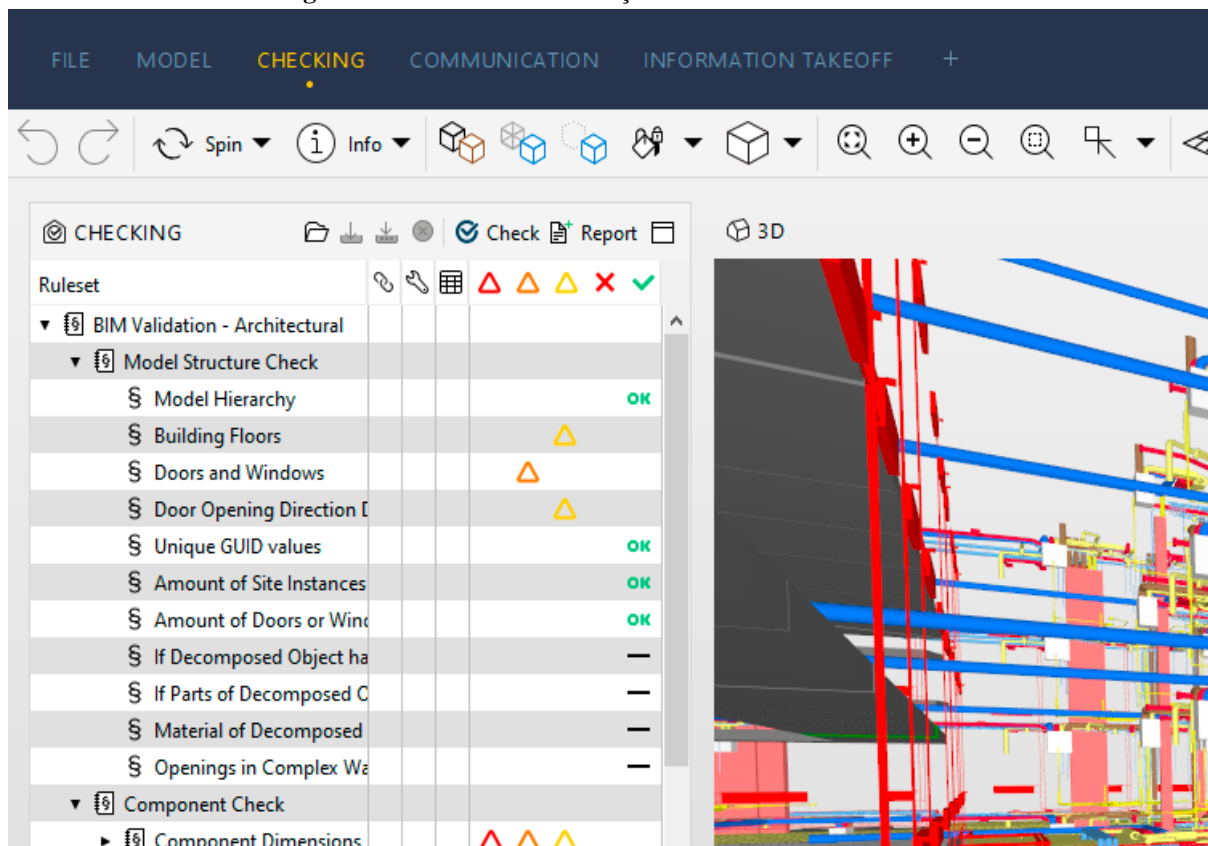 FILE MODEL CHECKING COMMUNICATION INFORMATION TAKEOFF +
Spin Info
CHECKING Check Report 3D
Ruleset
BIM Validation - Architectural
§ Model Structure Check
§ Model Hierarchy OK
§ Building Floors
§ Doors and Windows
§ Door Opening Direction D
§ Unique GUID values OK
§ Amount of Site Instances OK
§ Amount of Doors or Wind OK
§ If Decomposed Object ha
§ If Parts of Decomposed O
§ Material of Decomposed
§ Openings in Complex Wa
§ Component Check
§ Component Dimensions